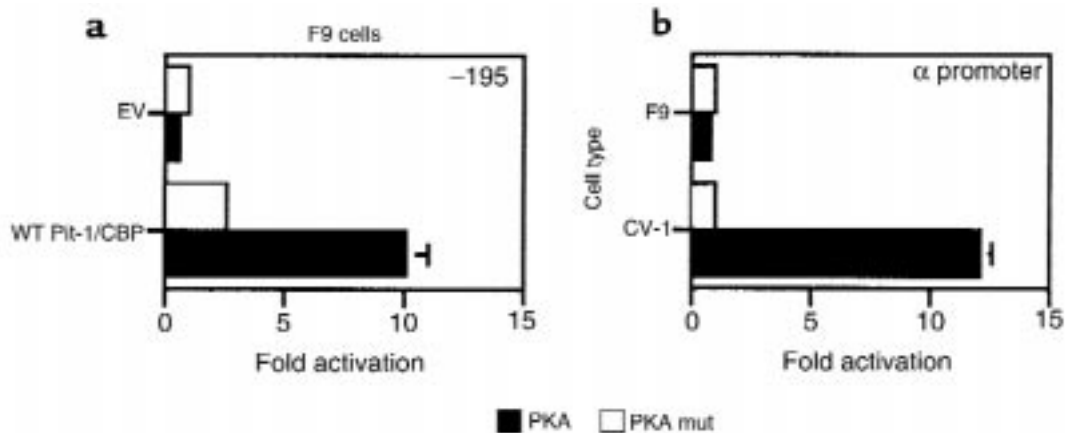 a
F9 cells
−195
EV
WT Pit-1/CBP
0 5 10 15
Fold activation
b
α promoter
Cell type
F9
CV-1
0 5 10 15
Fold activation
PKA PKA mut